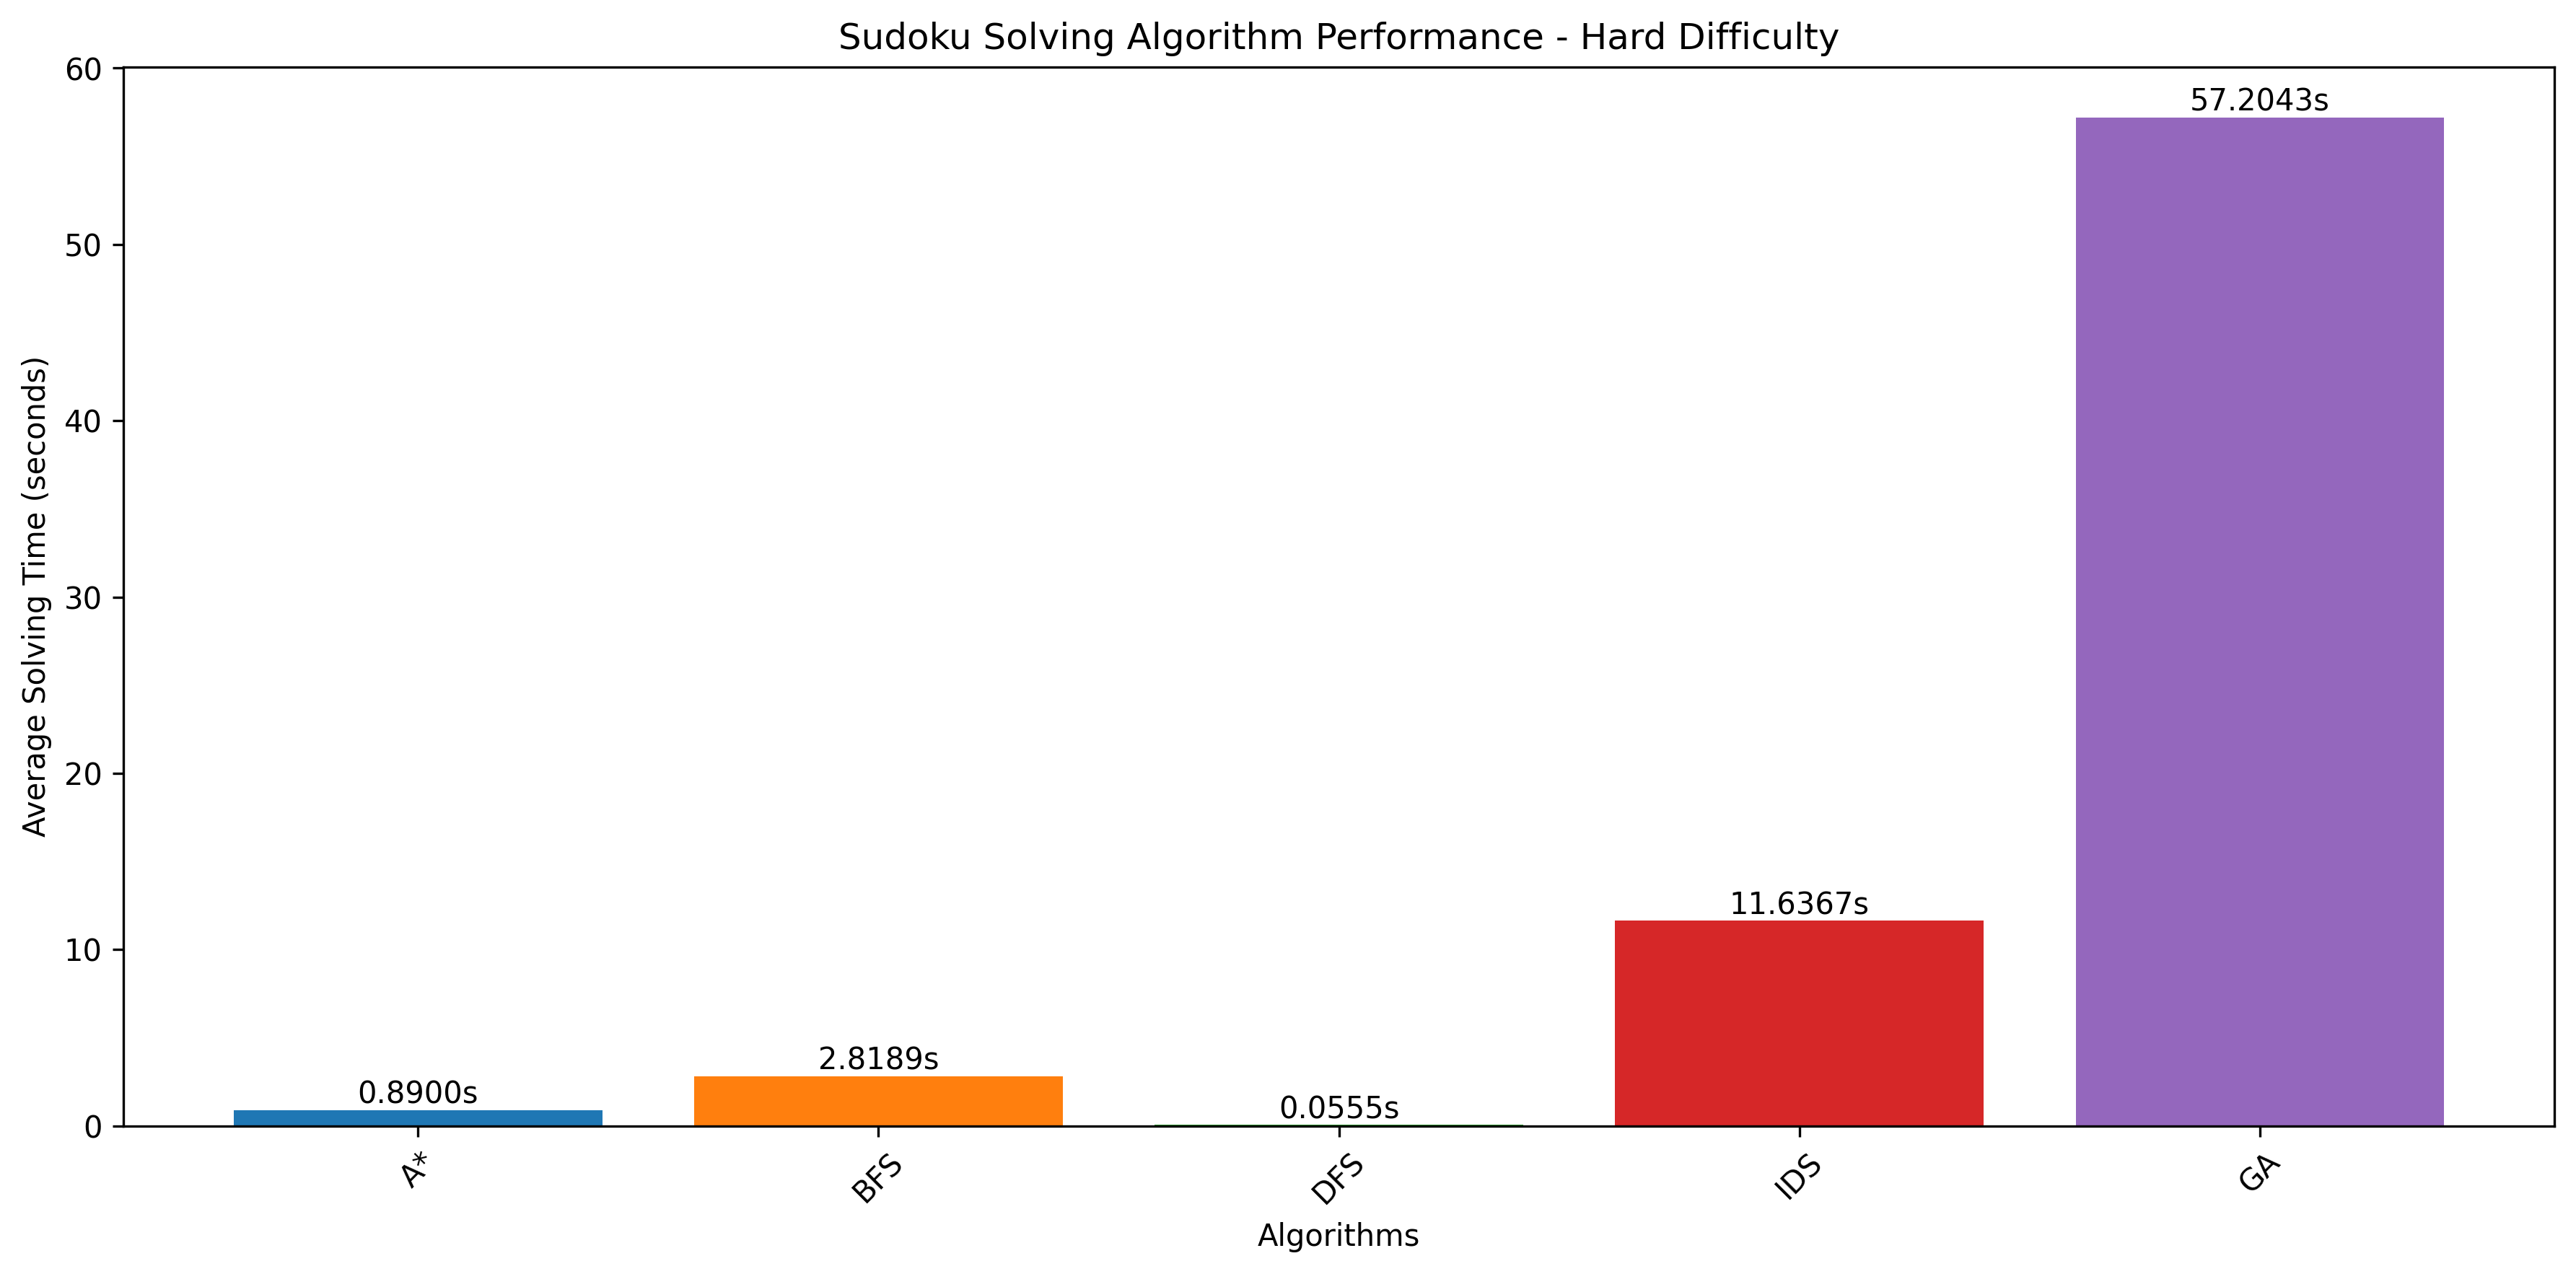 Sudoku Solving Algorithm Performance - Hard Difficulty
Average Solving Time (seconds)
60
50
40
30
20
10
0
0.8900s
2.8189s
0.0555s
11.6367s
57.2043s
A*
BFS
DFS
IDS
GA
Algorithms